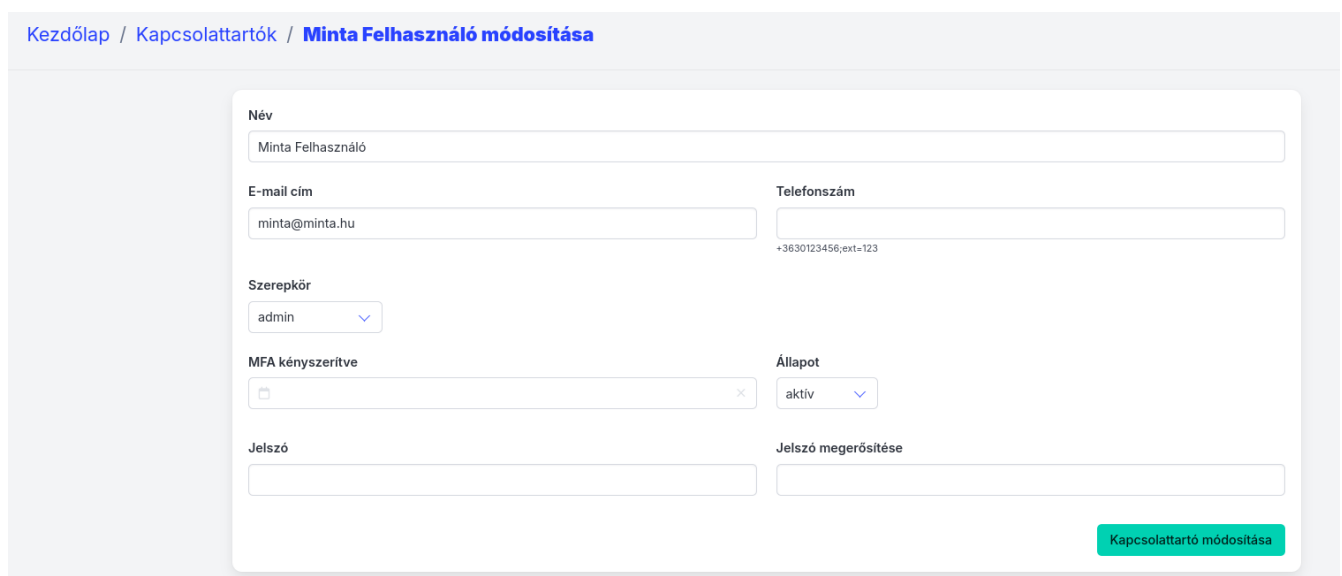 Kezdőlap / Kapcsolattartók / Minta Felhasználó módosítása
Név
Minta Felhasználó
E-mail cím
Telefonszám
minta@minta.hu
+3630123456;ext=123
Szerepkör
admin
MFA kényszerítve
Állapot
aktív
Jelszó
Jelszó megerősítése
Kapcsolattartó módosítása